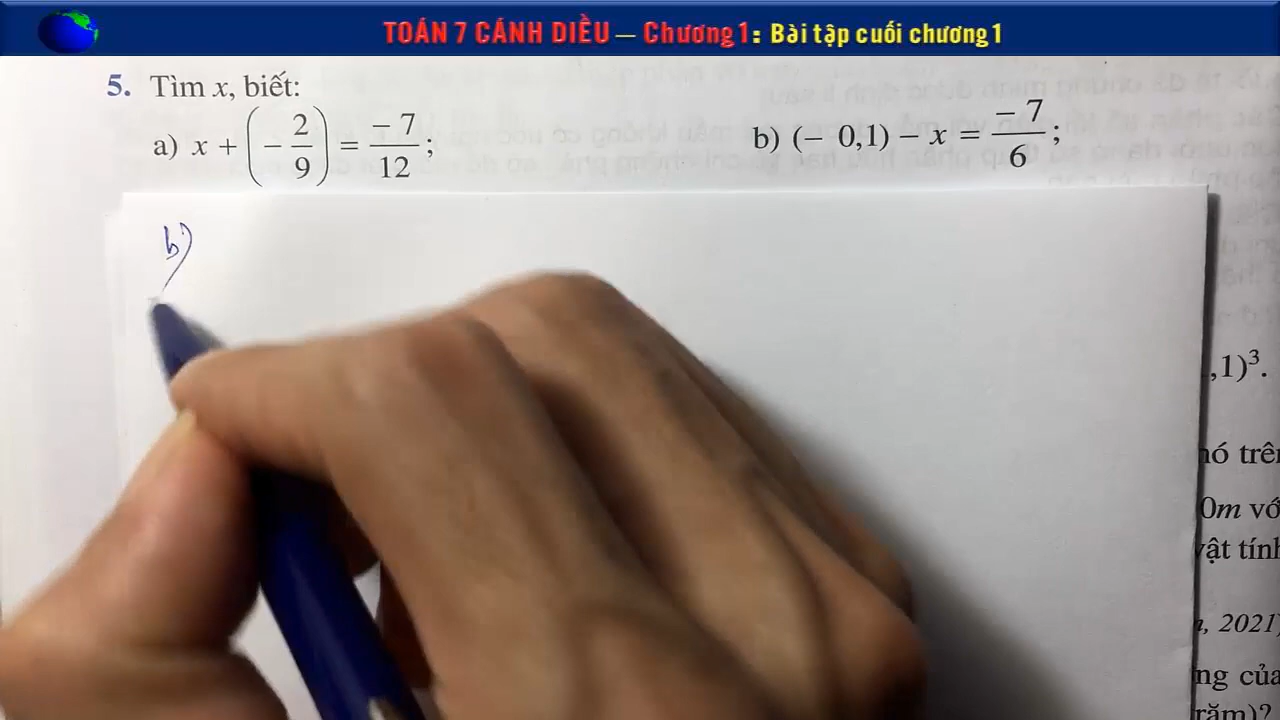 TOÁN 7 CÁNH DIỀU — Chương 1: Bài tập cuối chương 1
5. Tìm x, biết:
a) x + (− 2/9) = −7/12; b) (− 0,1) − x = −7/6;
b)
,1)³.
ó trên
0m vớ
vật tính
, 2021
ng của
răm)?